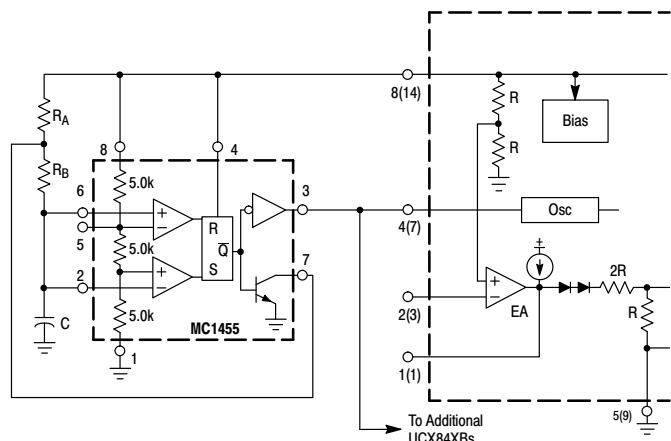 R_A
R_B
C
8
4
6
5
2
3
7
1
5.0k
5.0k
5.0k
R
Q̅
S
MC1455
8(14)
R
R
Bias
4(7)
Osc
2(3)
EA
2R
R
1(1)
5(9)
To Additional
UCX84XBs
+
-
+
-
+
-
+